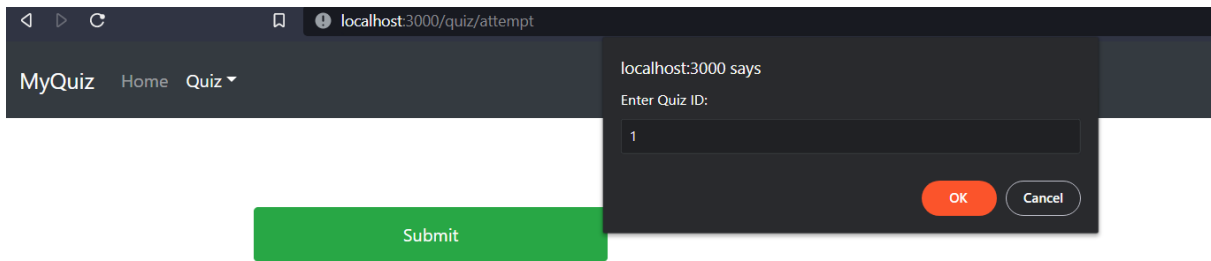 localhost:3000/quiz/attempt
MyQuiz Home Quiz
localhost:3000 says
Enter Quiz ID:
1
OK Cancel
Submit